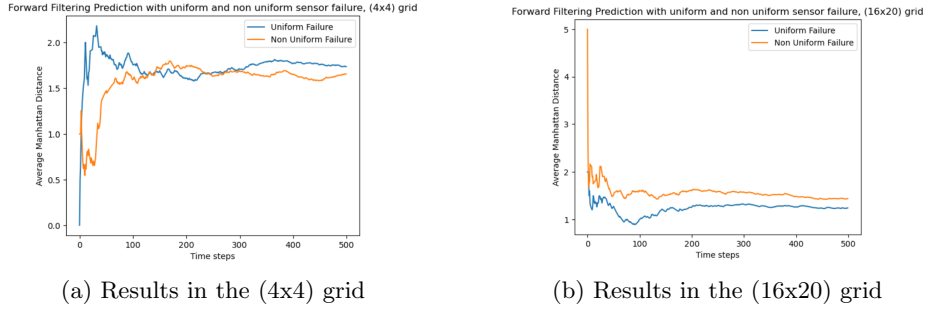 Forward Filtering Prediction with uniform and non uniform sensor failure, (4x4) grid
Uniform Failure
Non Uniform Failure
Average Manhattan Distance
2.0
1.5
1.0
0.5
0.0
0 100 200 300 400 500
Time steps
(a) Results in the (4x4) grid
Forward Filtering Prediction with uniform and non uniform sensor failure, (16x20) grid
Uniform Failure
Non Uniform Failure
Average Manhattan Distance
5
4
3
2
1
0 100 200 300 400 500
Time steps
(b) Results in the (16x20) grid